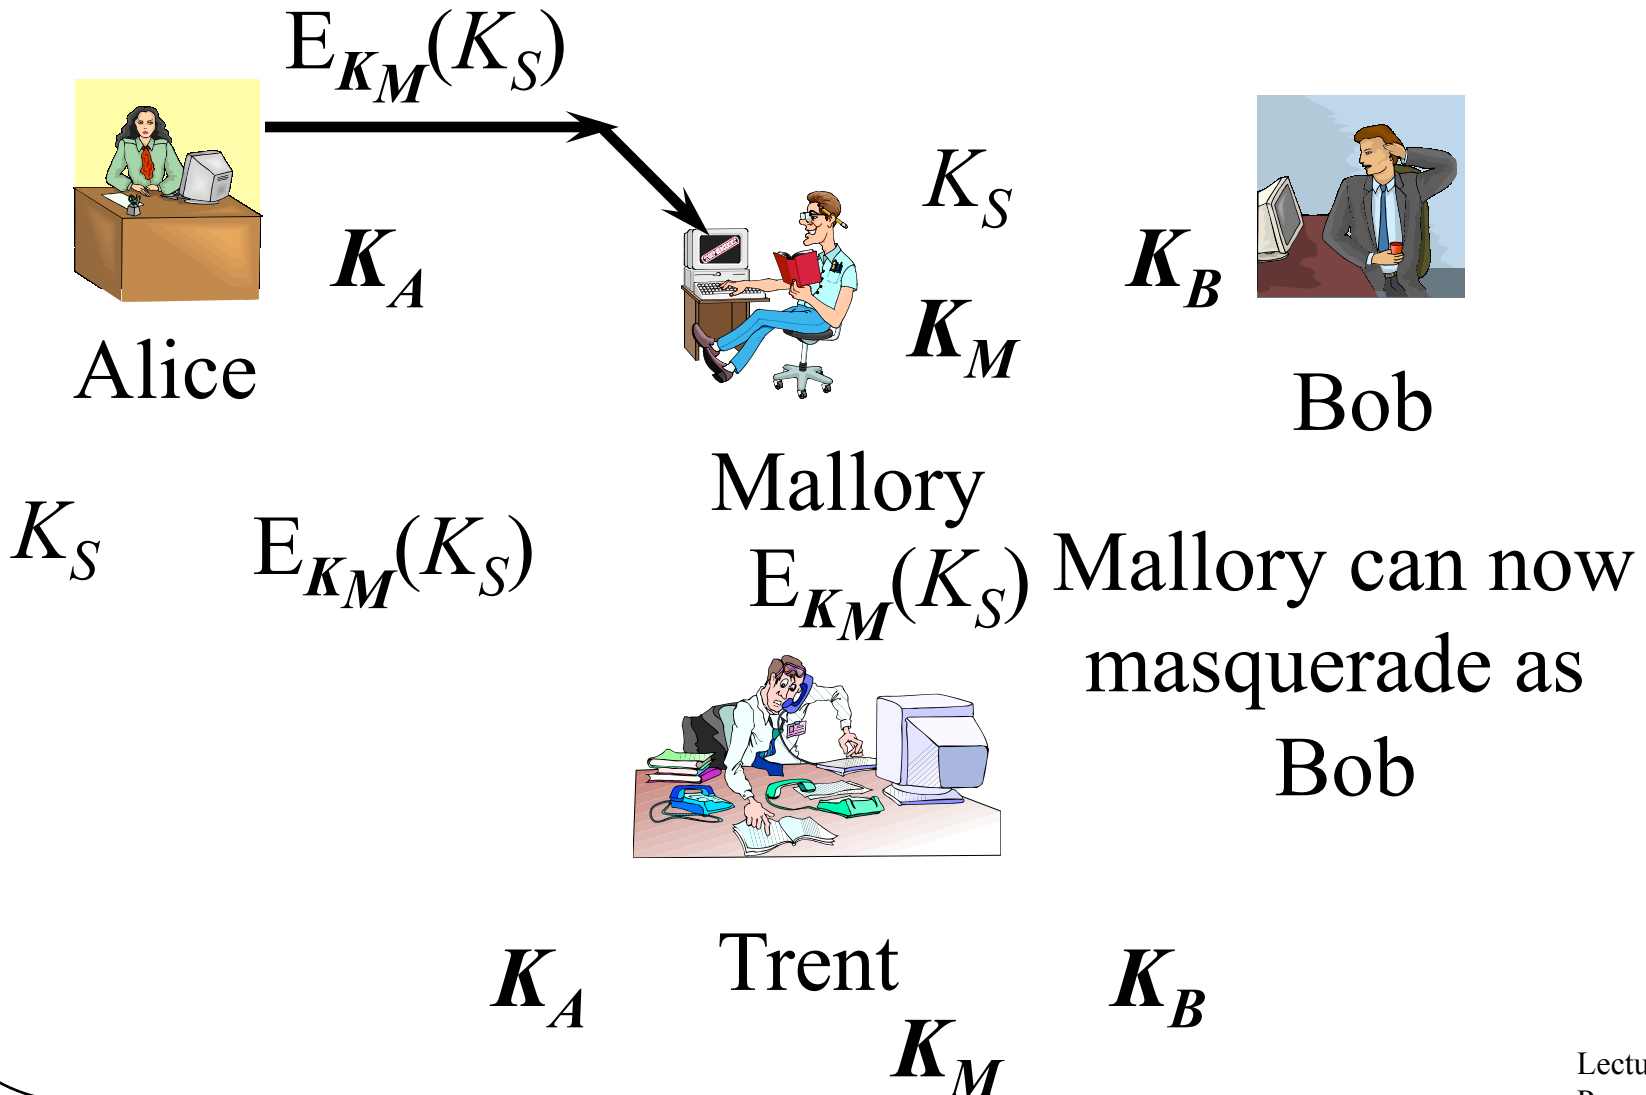 E_{K_M}(K_S)
K_S
K_A
K_B
K_M
Alice
Bob
Mallory
K_S
E_{K_M}(K_S)
E_{K_M}(K_S)
Mallory can now
masquerade as
Bob
Trent
K_A
K_B
K_M